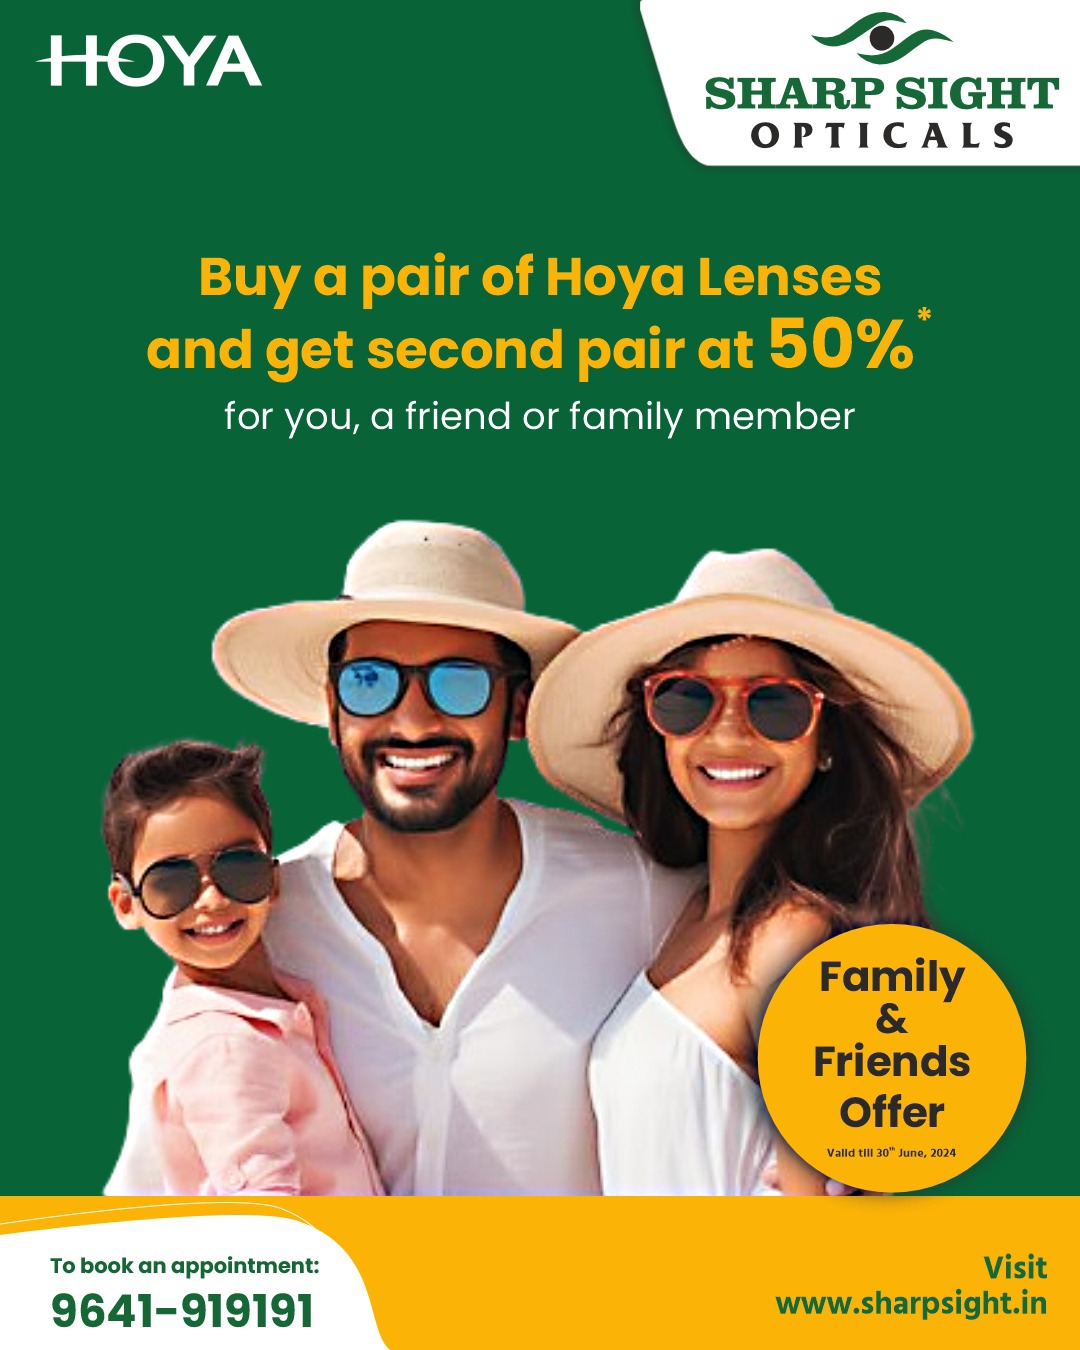 HOYA
SHARP SIGHT
OPTICALS
Buy a pair of Hoya Lenses
and get second pair at 50%*
for you, a friend or family member
Family
&
Friends
Offer
Valid till 30th June, 2024
To book an appointment:
9641-919191
Visit
www.sharpsight.in